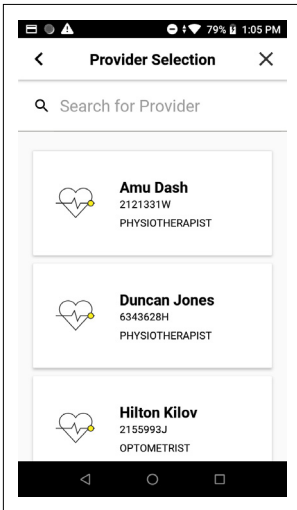 79% 1:05 PM
Provider Selection
Search for Provider
Amu Dash
2121331W
PHYSIOTHERAPIST
Duncan Jones
6343628H
PHYSIOTHERAPIST
Hilton Kilov
2155993J
OPTOMETRIST